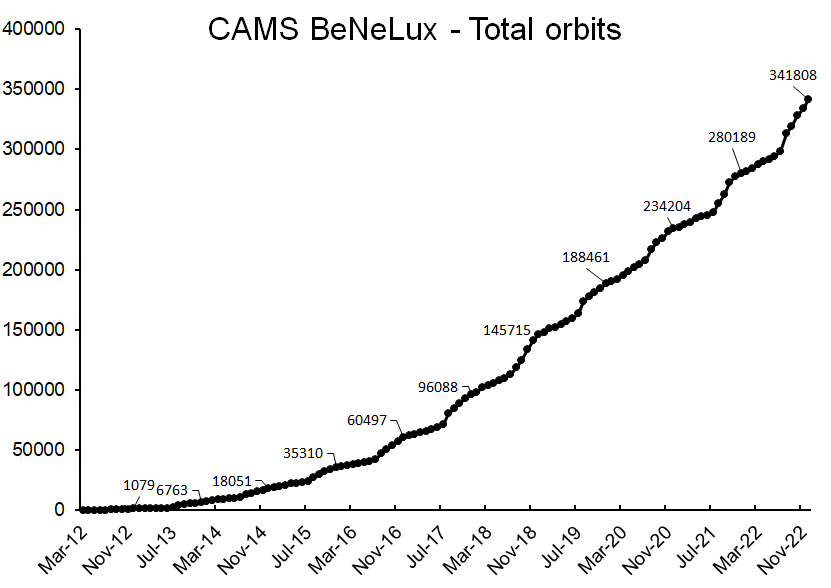 CAMS BeNeLux - Total orbits
400000
350000
300000
250000
200000
150000
100000
50000
0
341808
280189
234204
188461
145715
96088
60497
35310
18051
6763
1079
Mar-12
Nov-12
Jul-13
Mar-14
Nov-14
Jul-15
Mar-16
Nov-16
Jul-17
Mar-18
Nov-18
Jul-19
Mar-20
Nov-20
Jul-21
Mar-22
Nov-22